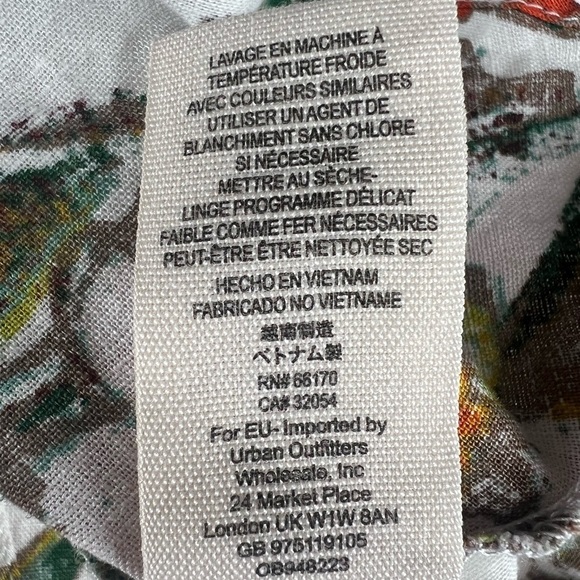 LAVAGE EN MACHINE À
TEMPÉRATURE FROIDE
AVEC COULEURS SIMILAIRES
UTILISER UN AGENT DE
BLANCHIMENT SANS CHLORE
SI NÉCESSAIRE
METTRE AU SÈCHE-
LINGE PROGRAMME DÉLICAT
FAIBLE COMME FER NÉCESSAIRES
PEUT-ÊTRE ÊTRE NETTOYÉE SEC
HECHO EN VIETNAM
FABRICADO NO VIETNAME
越南制造
ベトナム製
RN# 66170
CA# 32054
For EU- Imported by
Urban Outfitters
Wholesale, Inc
24 Market Place
London UK W1W 8AN
GB 975119105
OB948223